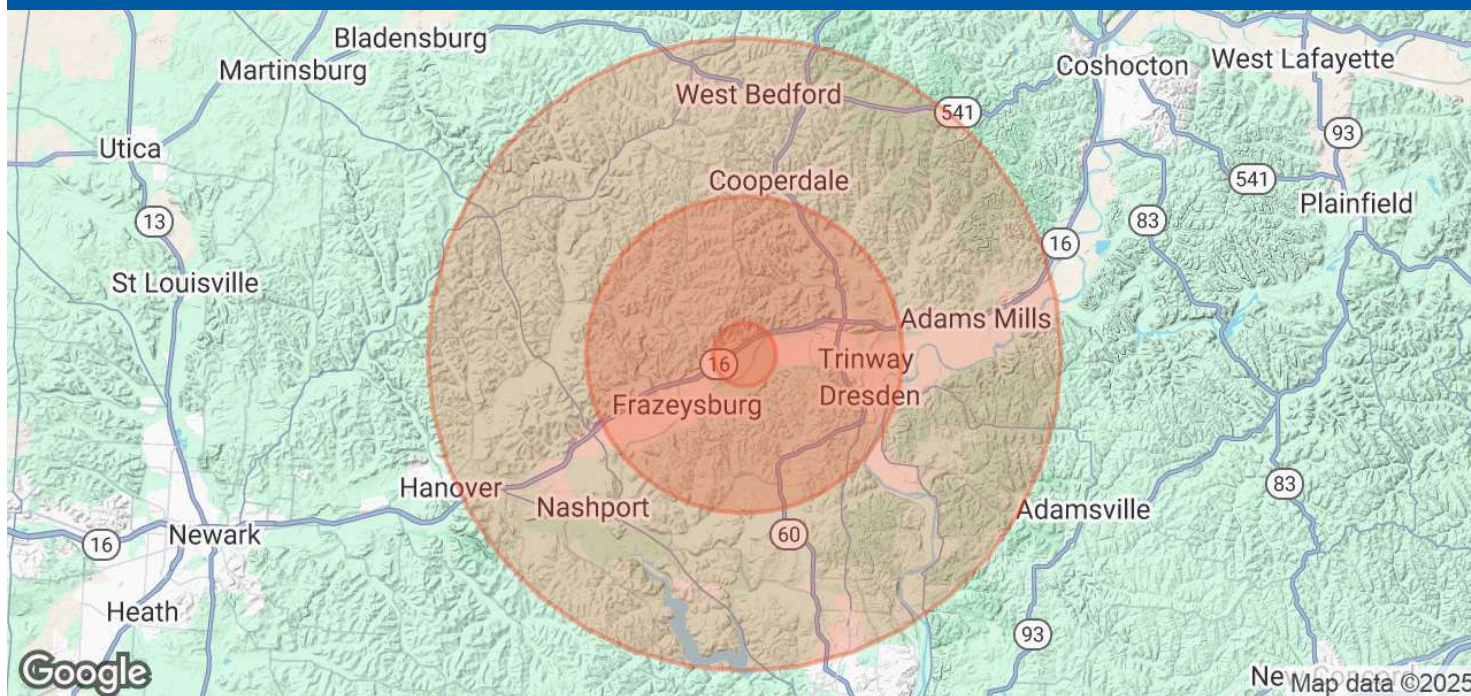 Bladensburg
Martinsburg
Coshocton
West Lafayette
West Bedford
541
93
Utica
Cooperdale
541
Plainfield
13
83
16
St Louisville
Adams Mills
16
Trinway
Dresden
Frazeysburg
Hanover
83
Nashport
Adamsville
60
16
Newark
Heath
93
Google
Map data ©2025